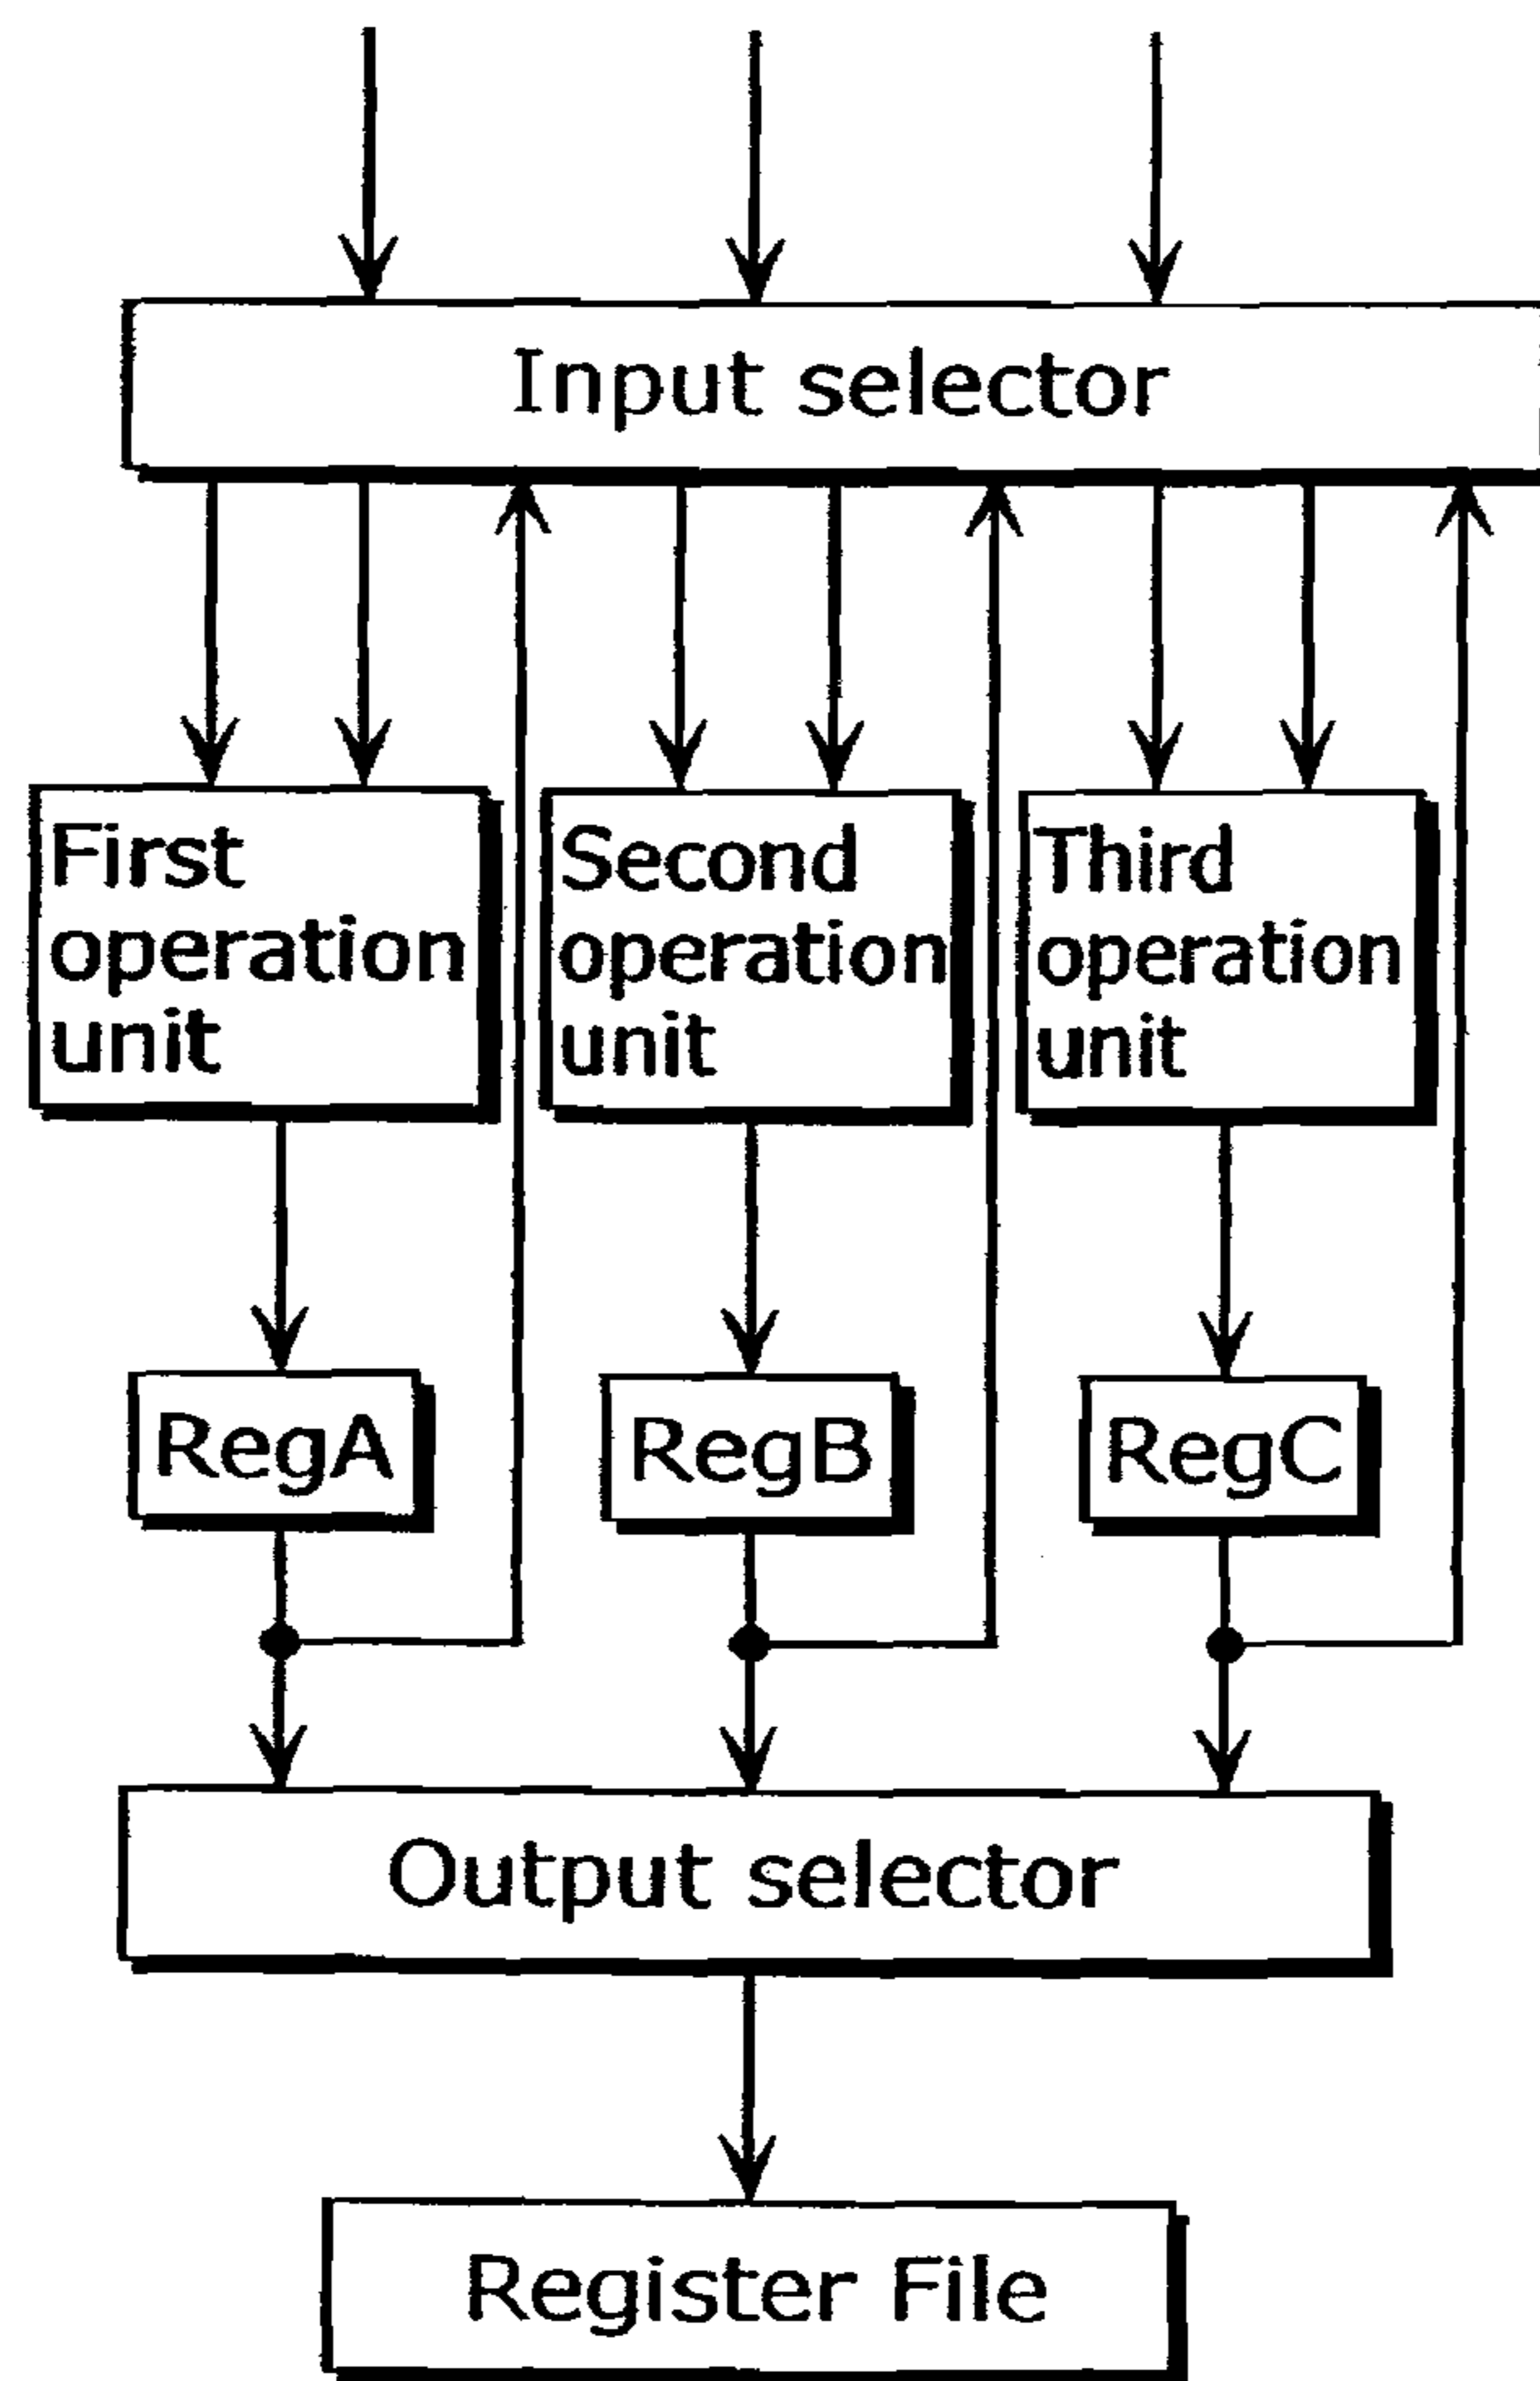 Input selector
First
operation
unit
Second
operation
unit
Third
operation
unit
RegA
RegB
RegC
Output selector
Register File